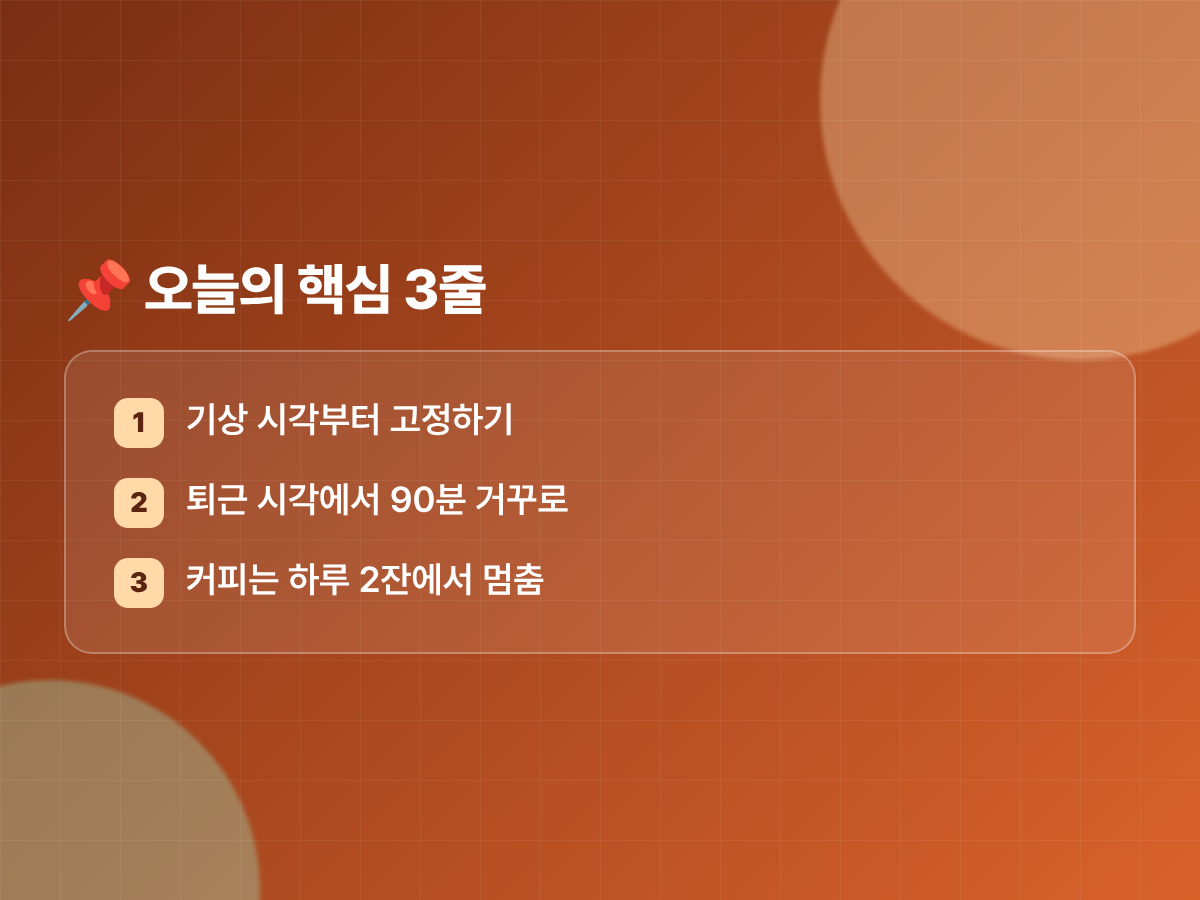 📌 오늘의 핵심 3줄
1 기상 시각부터 고정하기
2 퇴근 시각에서 90분 거꾸로
3 커피는 하루 2잔에서 멈춤